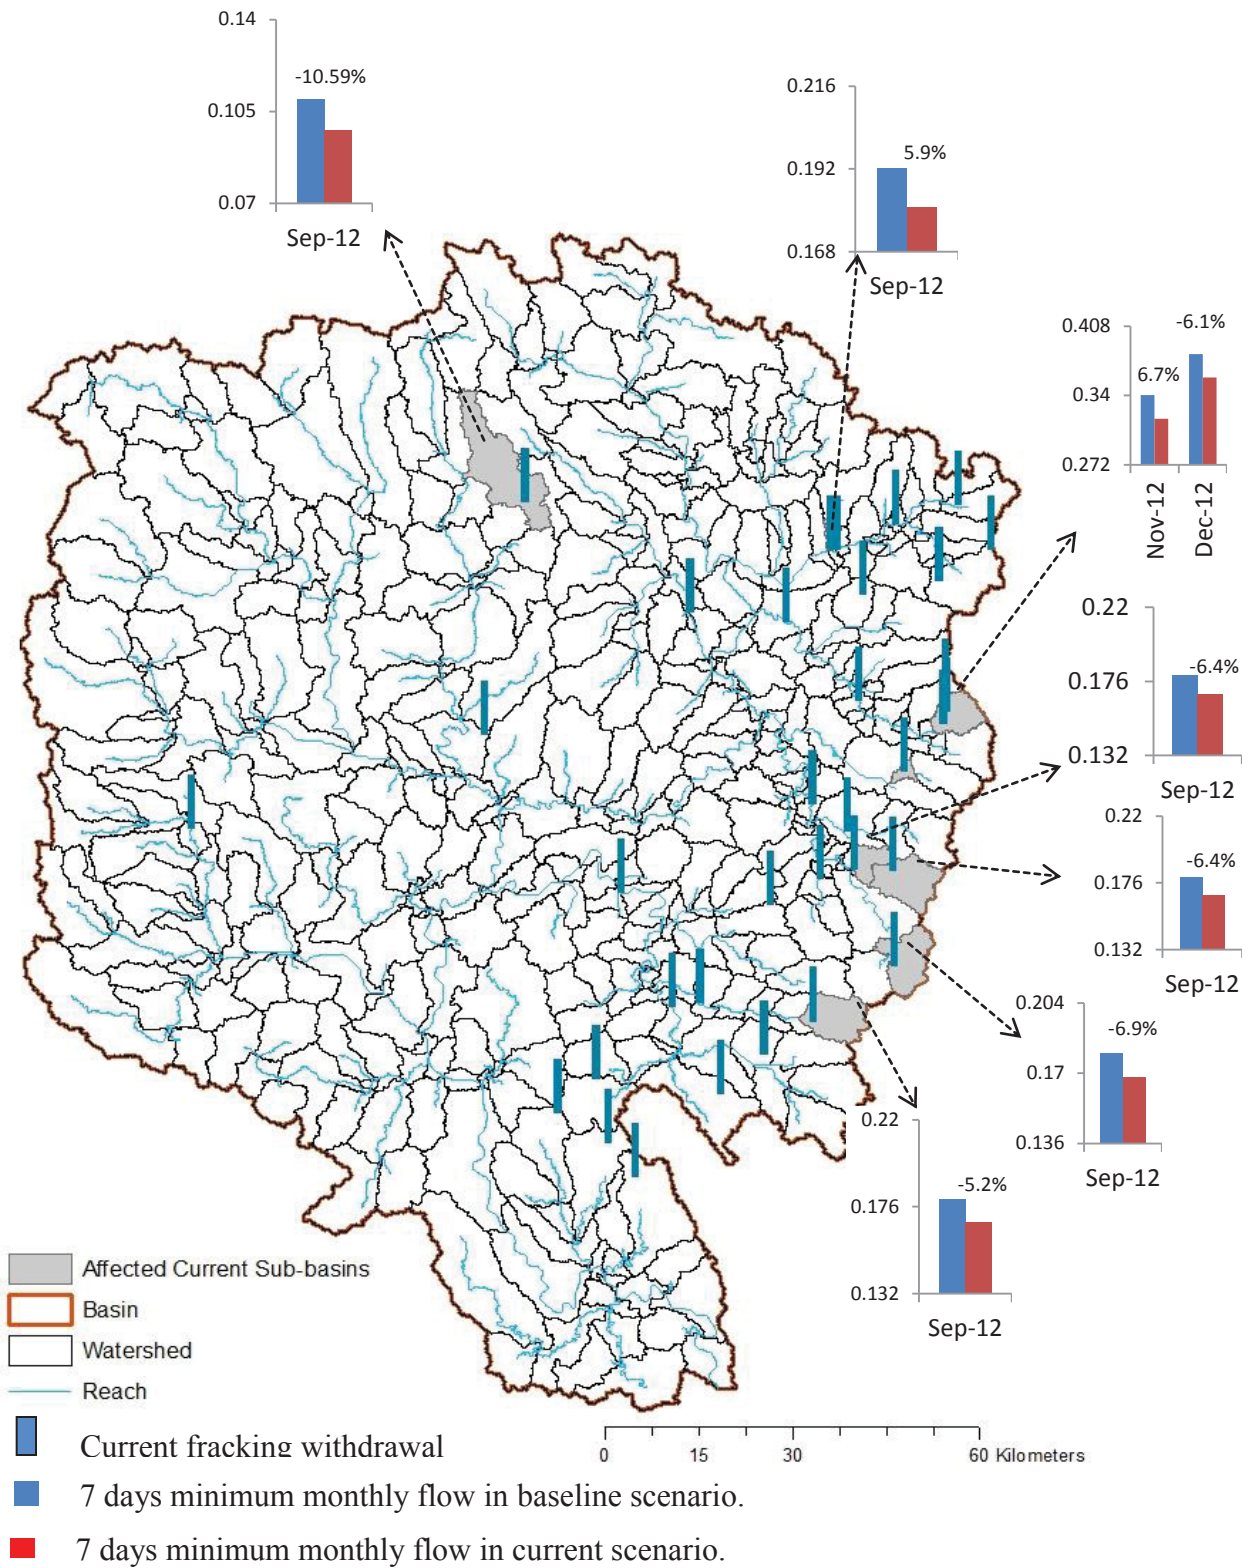 0.14
-10.59%
0.105
0.07
Sep-12
0.216
5.9%
0.192
0.168
Sep-12
0.408
-6.1%
6.7%
0.34
0.272
Nov-12
Dec-12
0.22
-6.4%
0.176
0.132
Sep-12
0.22
-6.4%
0.176
0.132
Sep-12
0.204
-6.9%
0.17
0.136
Sep-12
0.22
-5.2%
0.176
0.132
Sep-12
Affected Current Sub-basins
Basin
Watershed
Reach
Current fracking withdrawal
0 15 30 60 Kilometers
7 days minimum monthly flow in baseline scenario.
7 days minimum monthly flow in current scenario.